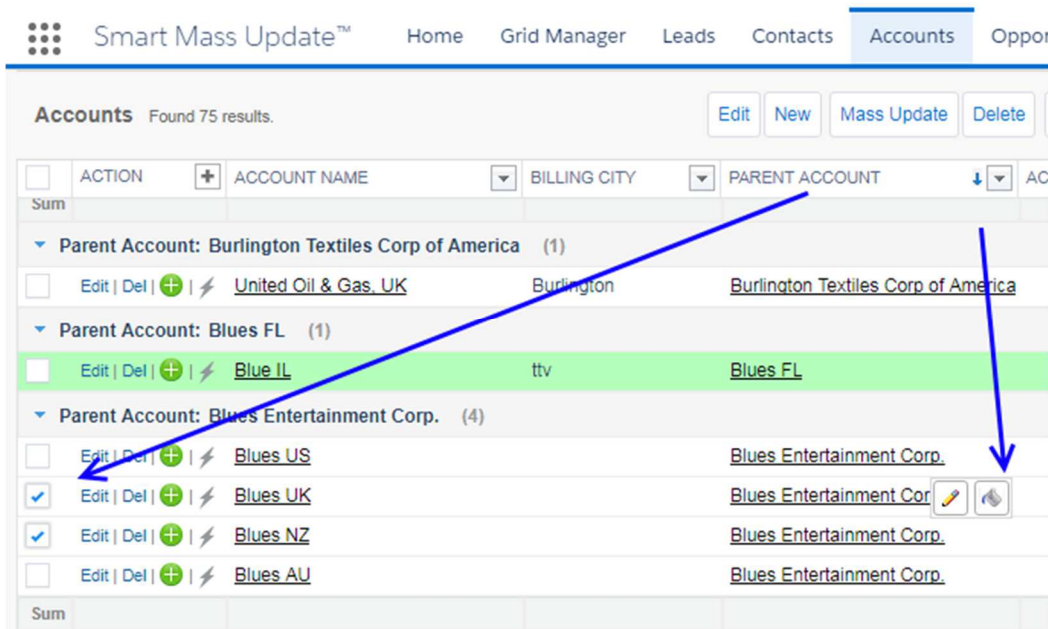 Smart Mass Update™ Home Grid Manager Leads Contacts Accounts
Accounts Found 75 results. Edit New Mass Update Delete
ACTION + ACCOUNT NAME BILLING CITY PARENT ACCOUNT AC
Sum
Parent Account: Burlington Textiles Corp of America (1)
Edit | Del | United Oil & Gas, UK Burlington Burlington Textiles Corp of America
Parent Account: Blues FL (1)
Edit | Del | Blue IL ttv Blues FL
Parent Account: Blues Entertainment Corp. (4)
Edit | Del | Blues US Blues Entertainment Corp.
Edit | Del | Blues UK Blues Entertainment Cor
Edit | Del | Blues NZ Blues Entertainment Corp.
Edit | Del | Blues AU Blues Entertainment Corp.
Sum